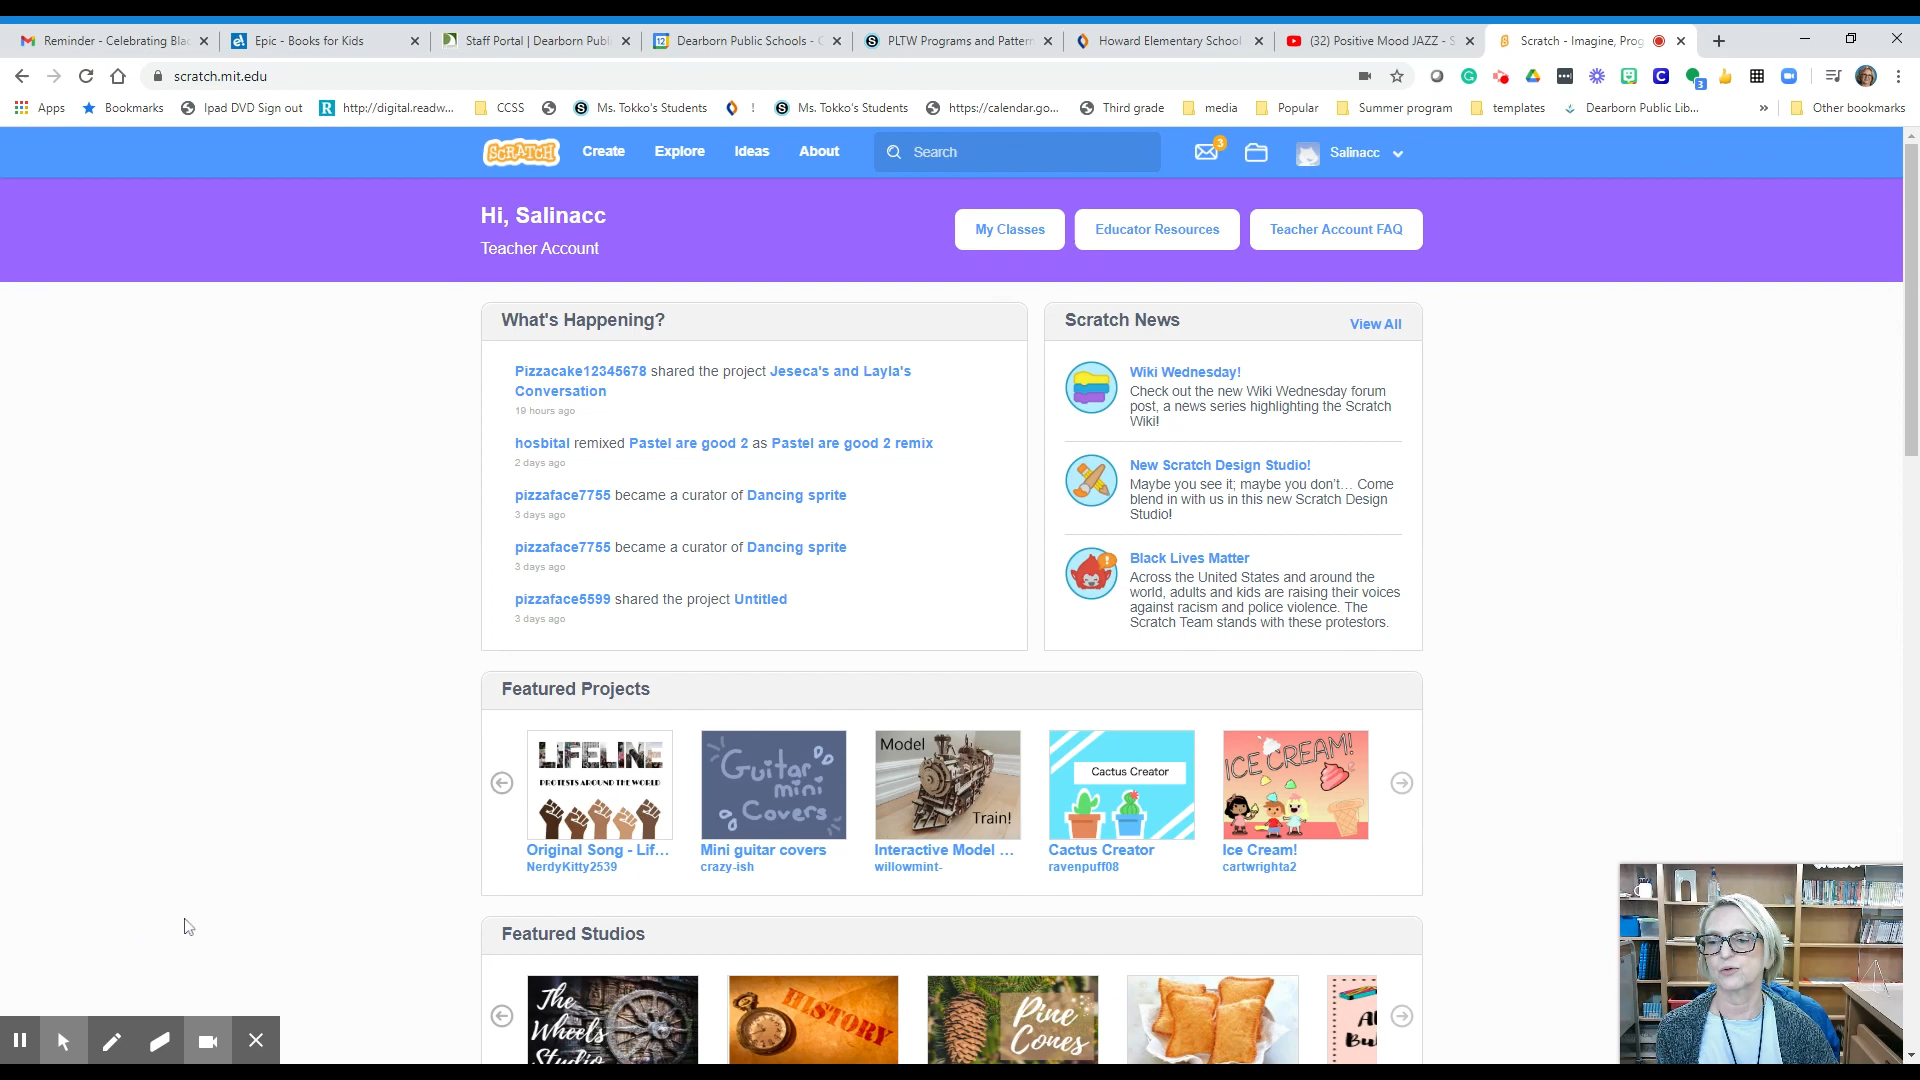 Reminder - Celebrating Bla
Epic - Books for Kids
Staff Portal | Dearborn Publ
Dearborn Public Schools - C
PLTW Programs and Pattern
Howard Elementary School
(32) Positive Mood JAZZ - S
Scratch - Imagine, Prog
scratch.mit.edu
3
Apps
Bookmarks
Ipad DVD Sign out
http://digital.readw...
CCSS
Ms. Tokko's Students
!
Ms. Tokko's Students
https://calendar.go...
Third grade
media
Popular
Summer program
templates
Dearborn Public Lib...
»
Other bookmarks
SCRATCH
Create
Explore
Ideas
About
Search
3
Salinacc
Hi, Salinacc
Teacher Account
My Classes
Educator Resources
Teacher Account FAQ
What's Happening?
Pizzacake12345678 shared the project Jeseca's and Layla's
Conversation
19 hours ago
hosbital remixed Pastel are good 2 as Pastel are good 2 remix
2 days ago
pizzaface7755 became a curator of Dancing sprite
3 days ago
pizzaface7755 became a curator of Dancing sprite
3 days ago
pizzaface5599 shared the project Untitled
3 days ago
Scratch News
View All
Wiki Wednesday!
Check out the new Wiki Wednesday forum
post, a news series highlighting the Scratch
Wiki!
New Scratch Design Studio!
Maybe you see it; maybe you don't... Come
blend in with us in this new Scratch Design
Studio!
Black Lives Matter
Across the United States and around the
world, adults and kids are raising their voices
against racism and police violence. The
Scratch Team stands with these protestors.
Featured Projects
LIFELINE
PROTESTS AROUND THE WORLD
Original Song - Lif...
NerdyKitty2539
Guitar
mini
Covers
Mini guitar covers
crazy-ish
Model
Train!
Interactive Model ...
willowmint-
Cactus Creator
Cactus Creator
ravenpuff08
ICE CREAM!
Ice Cream!
cartwrighta2
Featured Studios
The
Wheels
Studio
HISTORY
Pine
Cones
Al
Bu